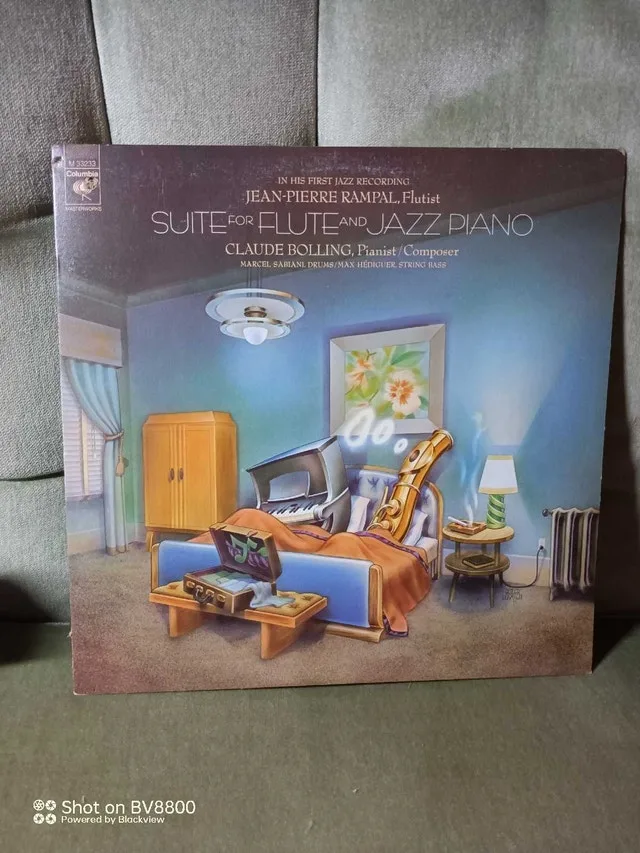 M 33233
Columbia
MASTERWORKS
IN HIS FIRST JAZZ RECORDING
JEAN-PIERRE RAMPAL, Flutist
SUITE FOR FLUTE AND JAZZ PIANO
CLAUDE BOLLING, Pianist/Composer
MARCEL SABIANI, DRUMS/MAX HÉDIGUER, STRING BASS
Shot on BV8800
Powered by Blackview